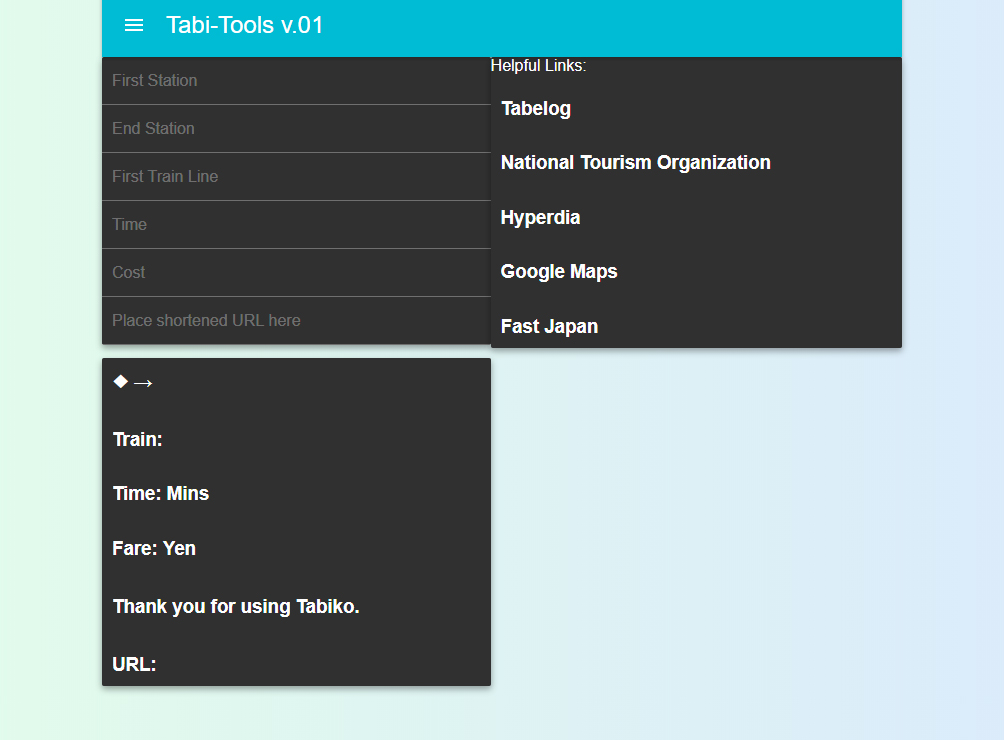 Tabi-Tools v.01
First Station
End Station
First Train Line
Time
Cost
Place shortened URL here
Helpful Links:
Tabelog
National Tourism Organization
Hyperdia
Google Maps
Fast Japan
◆ →
Train:
Time: Mins
Fare: Yen
Thank you for using Tabiko.
URL: